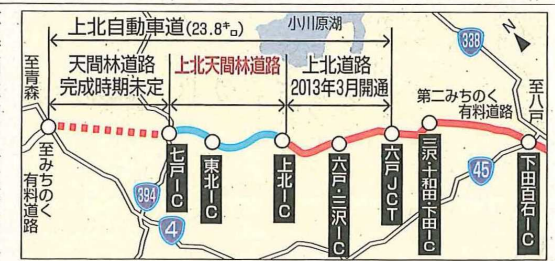 上北自動車道(23.8㌔)
小川原湖
338
N
至青森
天間林道路
完成時期未定
上北天間林道路
上北道路
2013年3月開通
第二みちのく
有料道路
至八戸
至みちのく
有料道路
394
4
七戸IC
東北IC
上北IC
六戸・三沢IC
六戸JCT
三沢・十和田・下田IC
45
下田百石IC